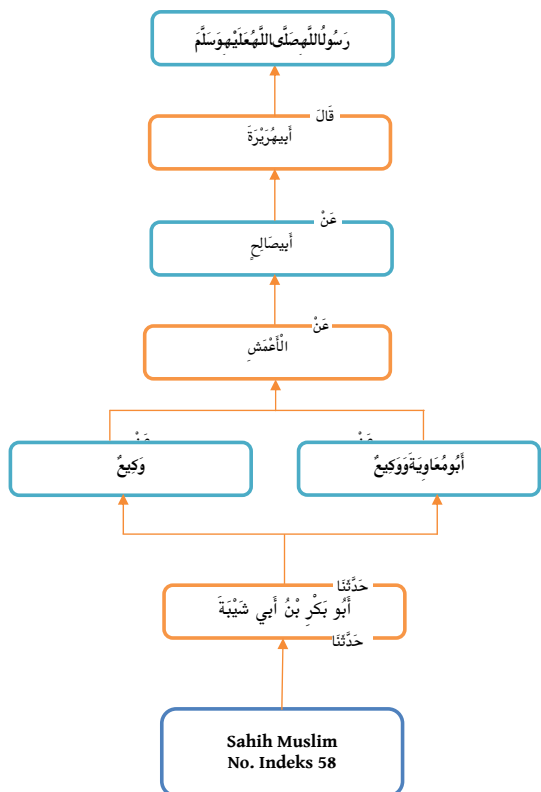 رَسُولُاللَّهِصَلَّىاللَّهُعَلَيْهِوَسَلَّمَ
قَالَ
أَبِيهُرَيْرَةَ
عَنْ
أَبِيصَالِحٍ
عَنْ
الْأَعْمَشِ
عَنْ
عَنْ
أَبُومُعَاوِيَةَوَوَكِيعٌ
وَكِيعٌ
حَدَّثَنَا
أَبُو بَكْرِ بْنُ أَبِي شَيْبَةَ
حَدَّثَنَا
Sahih Muslim
No. Indeks 58